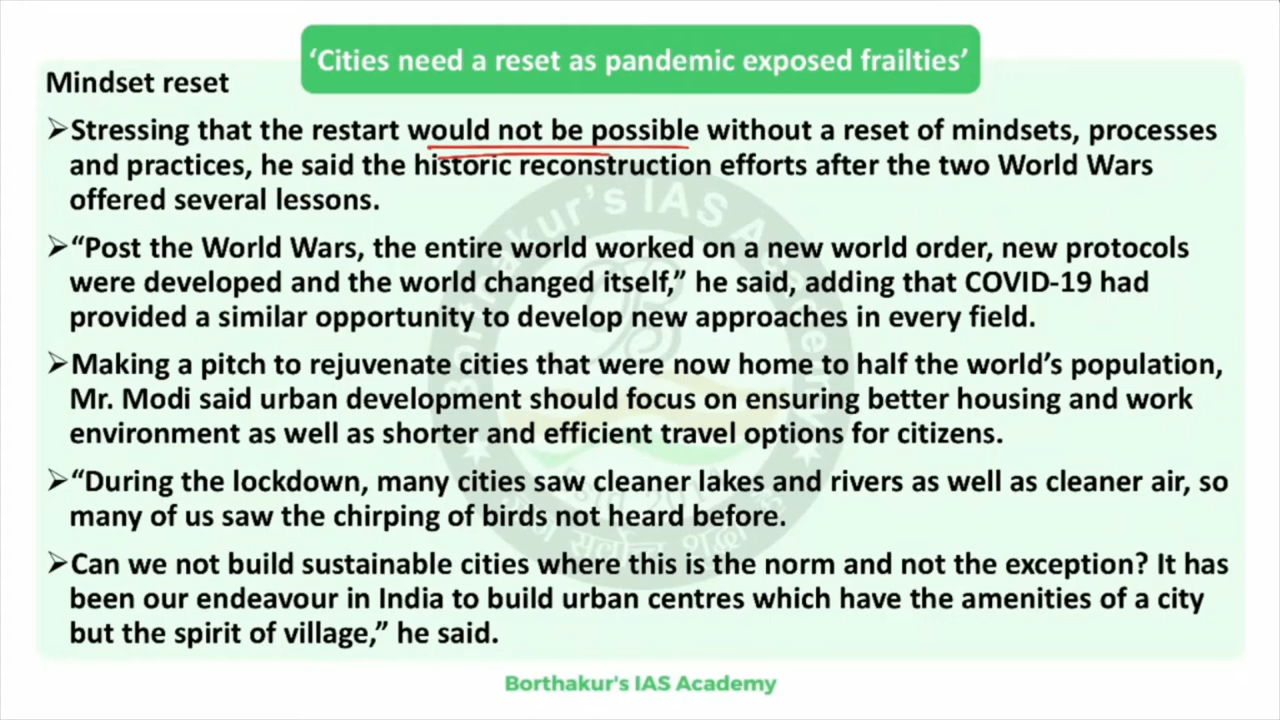 ‘Cities need a reset as pandemic exposed frailties’
Mindset reset
➢Stressing that the restart would not be possible without a reset of mindsets, processes
and practices, he said the historic reconstruction efforts after the two World Wars
offered several lessons.
➢“Post the World Wars, the entire world worked on a new world order, new protocols
were developed and the world changed itself,” he said, adding that COVID-19 had
provided a similar opportunity to develop new approaches in every field.
➢Making a pitch to rejuvenate cities that were now home to half the world’s population,
Mr. Modi said urban development should focus on ensuring better housing and work
environment as well as shorter and efficient travel options for citizens.
➢“During the lockdown, many cities saw cleaner lakes and rivers as well as cleaner air, so
many of us saw the chirping of birds not heard before.
➢Can we not build sustainable cities where this is the norm and not the exception? It has
been our endeavour in India to build urban centres which have the amenities of a city
but the spirit of village,” he said.
Borthakur's IAS Academy
Borthakur's IAS Academy